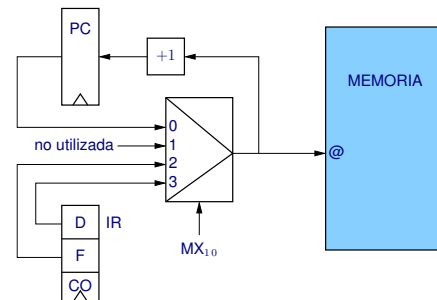 PC
+1
MEMORIA
0
no utilizada
1
2
3
@
D
IR
F
MX10
CO